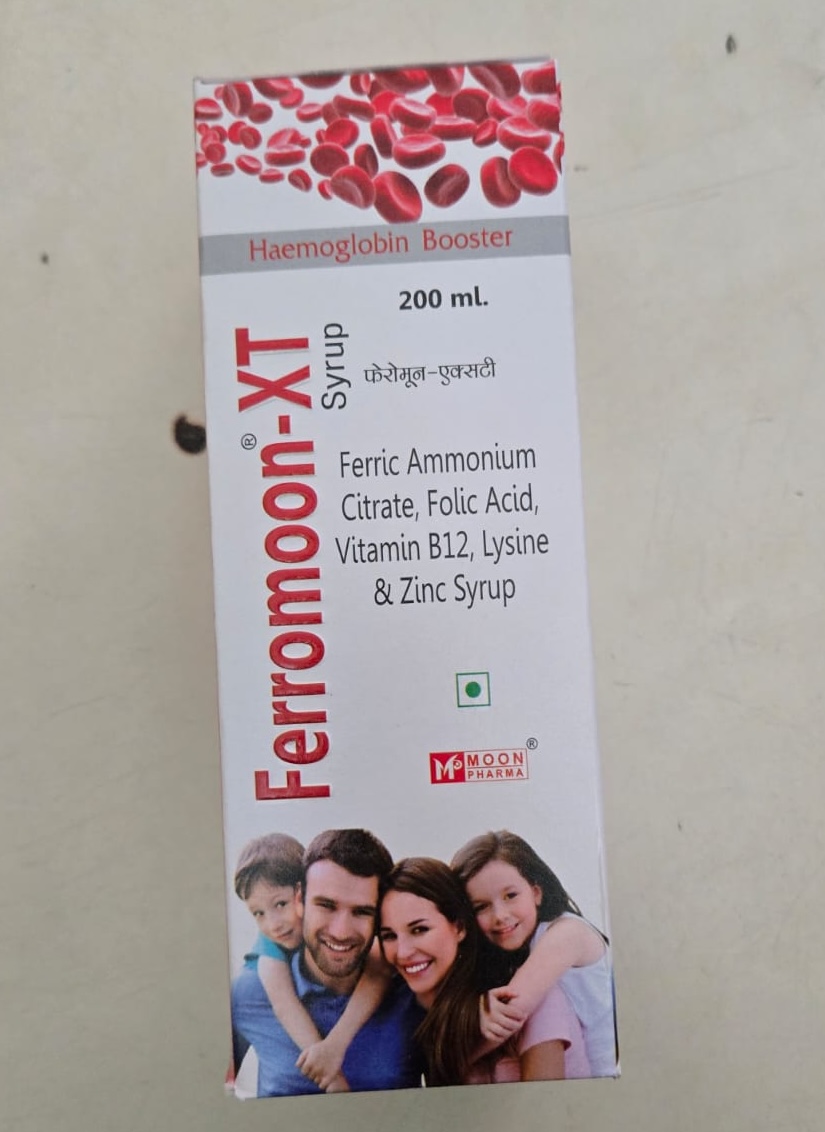 Haemoglobin Booster
200 ml.
Ferromoon®-XT
Syrup
फेरोमून-एक्सटी
Ferric Ammonium
Citrate, Folic Acid,
Vitamin B12, Lysine
& Zinc Syrup
MP MOON ®
PHARMA